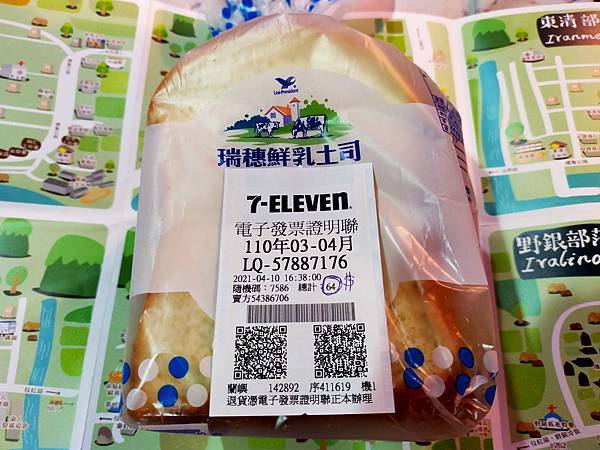 東清部
Iranme
Uni-President
瑞穗鮮乳土司
7-ELEVEN
電子發票證明聯
110年03-04月
LQ-57887176
2021-04-10 16:38:00
隨機碼：7586 總計：64$
賣方54386706
蘭嶼 142892 序411619 機1
退貨憑電子發票證明聯正本辦理
野銀部落
Ivalino